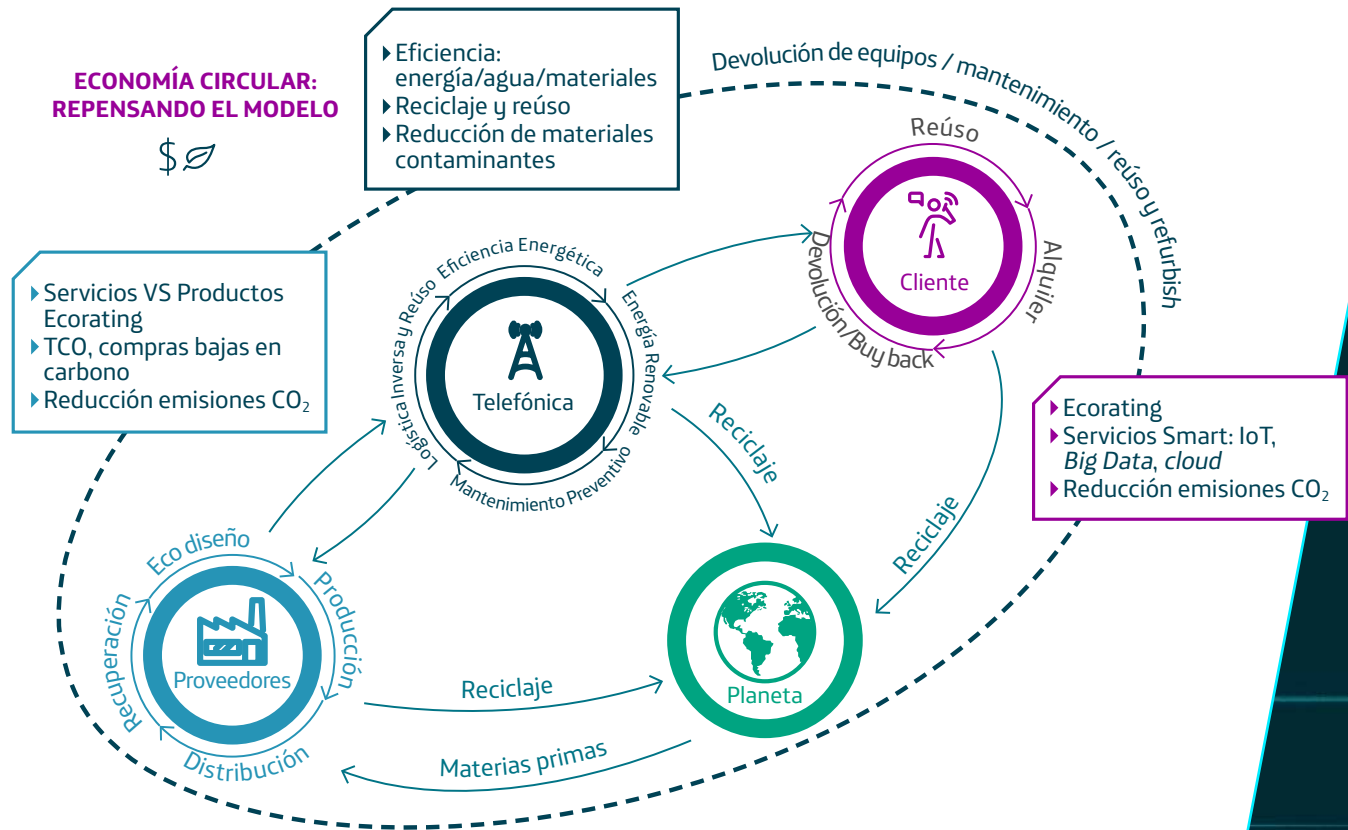 ECONOMÍA CIRCULAR:
REPENSANDO EL MODELO
Eficiencia:
energía/agua/materiales
Reciclaje y reúso
Reducción de materiales
contaminantes
Devolución de equipos / mantenimiento / reúso y refurbish
Servicios VS Productos
Ecorating
TCO, compras bajas en
carbono
Reducción emisiones CO₂
Eficiencia Energética
Energía Renovable
Mantenimiento Preventivo
Logística Inversa y Reúso
Telefónica
Reúso
Alquiler
Devolución/Buy back
Cliente
Ecorating
Servicios Smart: IoT,
Big Data, cloud
Reducción emisiones CO₂
Reciclaje
Reciclaje
Eco diseño
Producción
Distribución
Recuperación
Proveedores
Reciclaje
Materias primas
Planeta